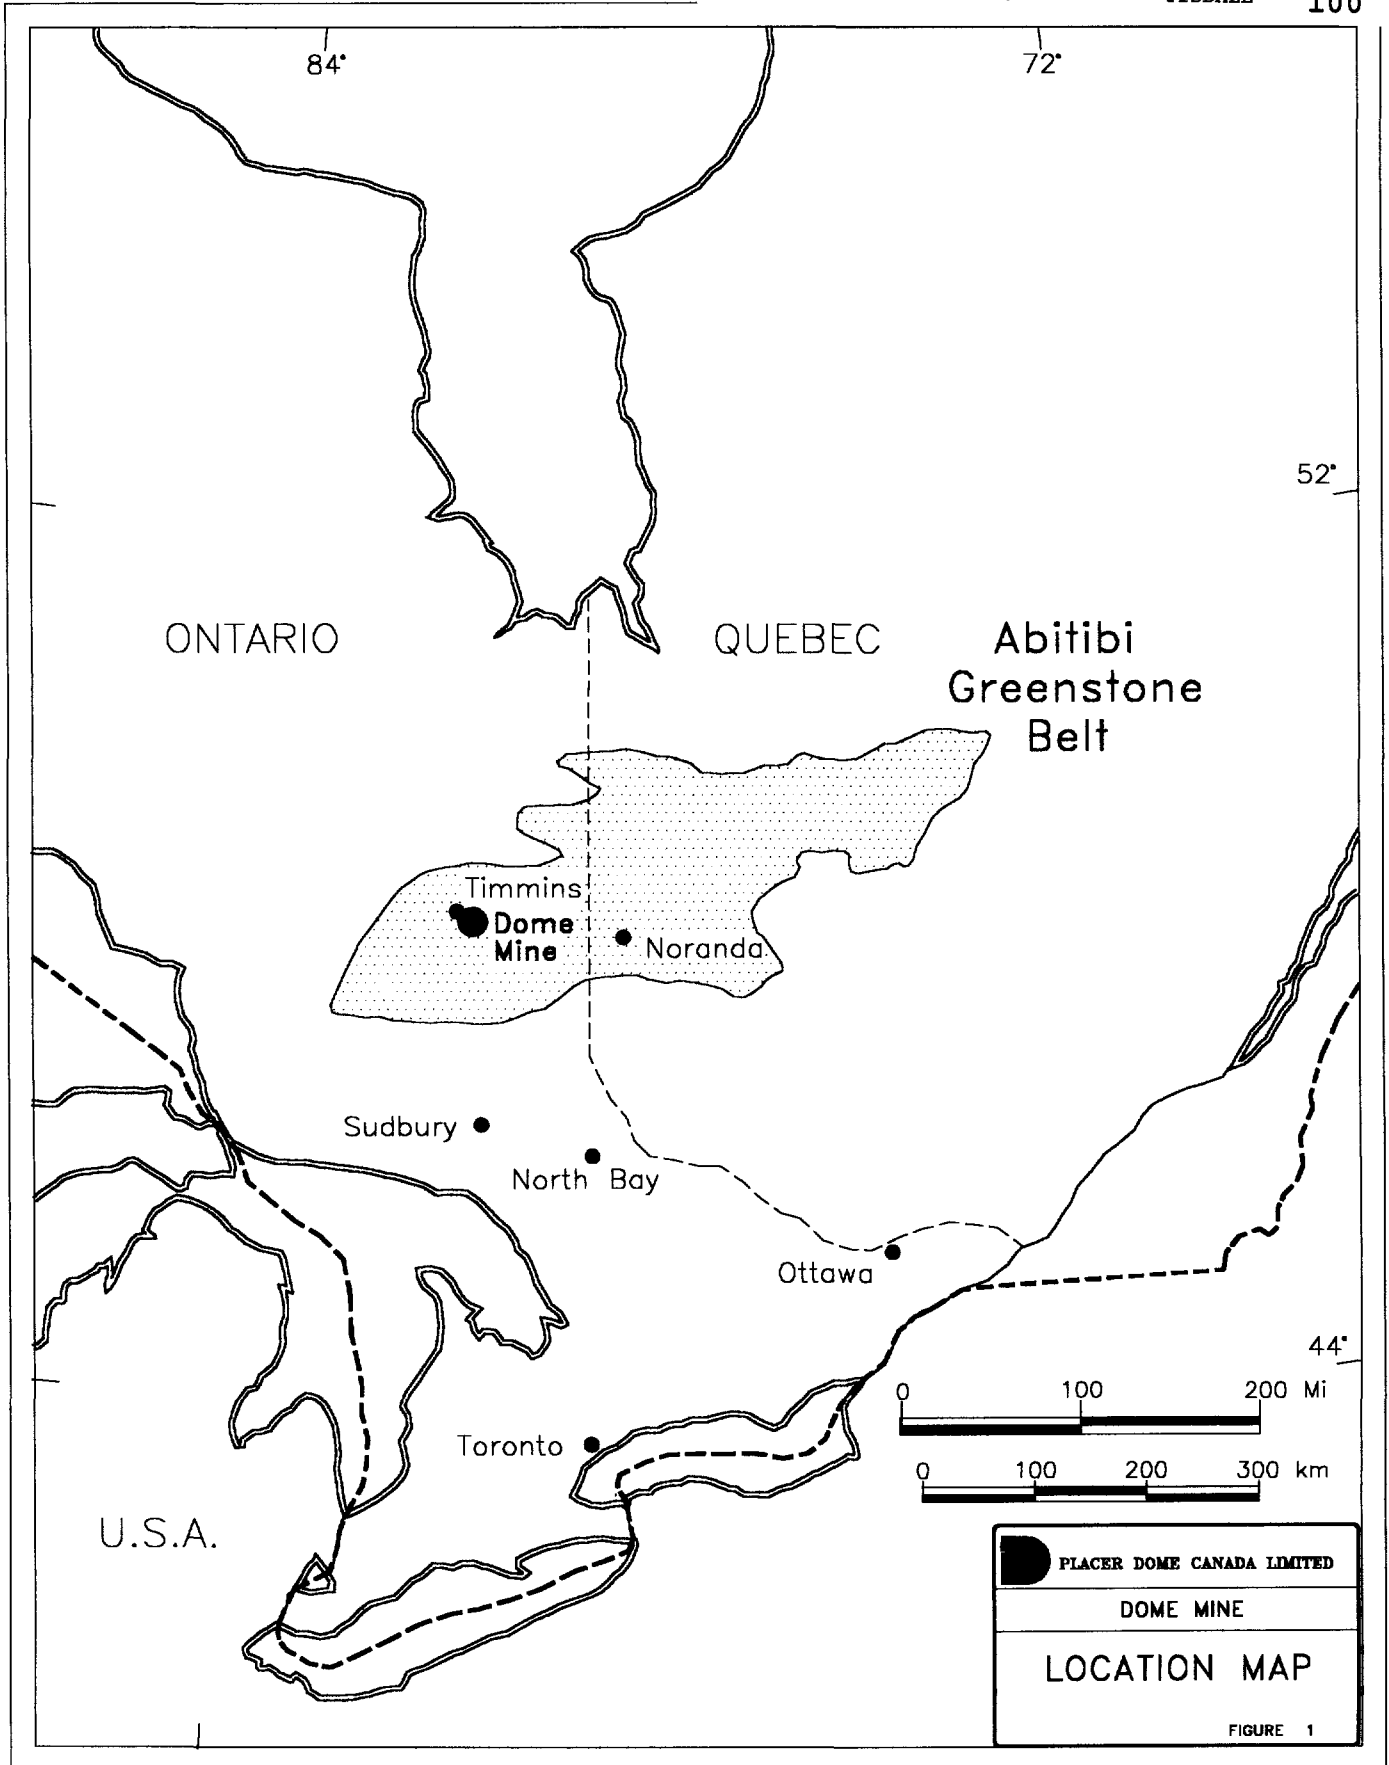 100
84°
72°
52°
ONTARIO
QUEBEC
Abitibi
Greenstone
Belt
Timmins
Dome
Mine
Noranda
Sudbury
North Bay
Ottawa
44°
0 100 200 Mi
Toronto
0 100 200 300 km
U.S.A.
PLACER DOME CANADA LIMITED
DOME MINE
LOCATION MAP
FIGURE 1